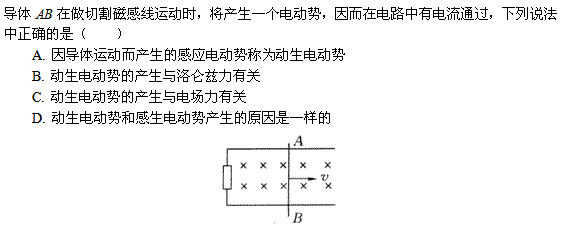 导体 AB 在做切割磁感线运动时，将产生一个电动势，因而在电路中有电流通过，下列说法
中正确的是（　　）
A. 因导体运动而产生的感应电动势称为动生电动势
B. 动生电动势的产生与洛仑兹力有关
C. 动生电动势的产生与电场力有关
D. 动生电动势和感生电动势产生的原因是一样的
A
× × × × ×
v
× × × × ×
B